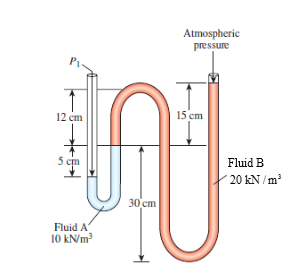 Atmospheric
pressure
P₁
12 cm
15 cm
5 cm
Fluid B
20 kN/m³
30 cm
Fluid A
10 kN/m³